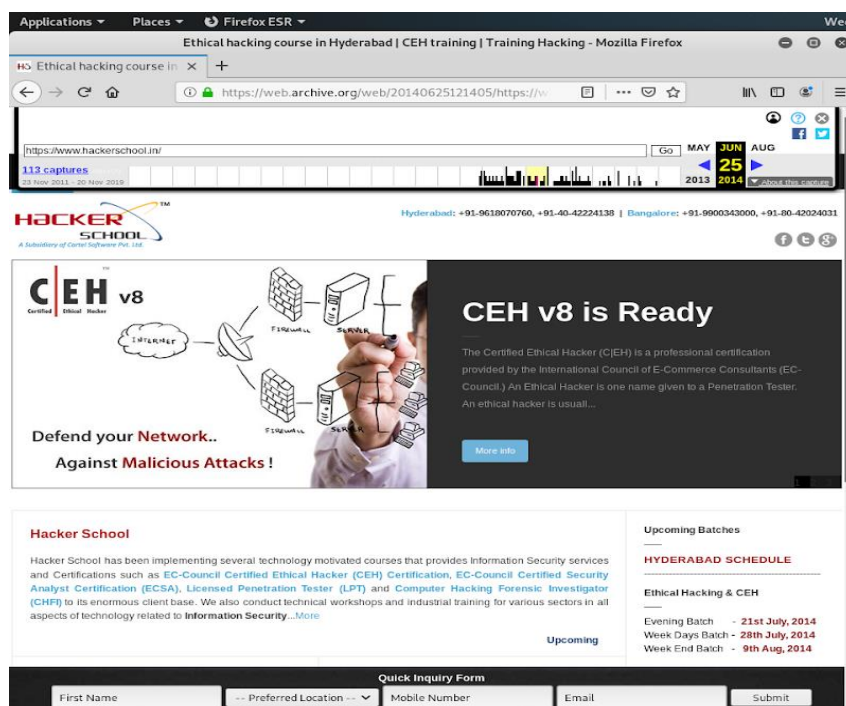 Applications Places Firefox ESR We
Ethical hacking course in Hyderabad | CEH training | Training Hacking - Mozilla Firefox
HS Ethical hacking course in × +
https://web.archive.org/web/20140625121405/https://w
https://www.hackerschool.in/ Go MAY JUN AUG
113 captures 25
23 Nov 2011 - 20 Nov 2019 2013 2014 About this capture
HACKER TM
SCHOOL
A Subsidiary of Cartel Software Pvt. Ltd.
Hyderabad: +91-9618070760, +91-40-42224138 | Bangalore: +91-9900343000, +91-80-42024031
C|EH TM v8
Certified Ethical Hacker
INTERNET
FIREWALL SERVER
FIREWALL SERVER
Defend your Network..
Against Malicious Attacks !
CEH v8 is Ready
The Certified Ethical Hacker (C|EH) is a professional certification
provided by the International Council of E-Commerce Consultants (EC-
Council.) An Ethical Hacker is one name given to a Penetration Tester.
An ethical hacker is usuall...
More info
Hacker School
Hacker School has been implementing several technology motivated courses that provides Information Security services
and Certifications such as EC-Council Certified Ethical Hacker (CEH) Certification, EC-Council Certified Security
Analyst Certification (ECSA), Licensed Penetration Tester (LPT) and Computer Hacking Forensic Investigator
(CHFI) to its enormous client base. We also conduct technical workshops and industrial training for various sectors in all
aspects of technology related to Information Security...More
Upcoming
Upcoming Batches
HYDERABAD SCHEDULE
Ethical Hacking & CEH
Evening Batch - 21st July, 2014
Week Days Batch - 28th July, 2014
Week End Batch - 9th Aug, 2014
Quick Inquiry Form
First Name -- Preferred Location -- Mobile Number Email Submit